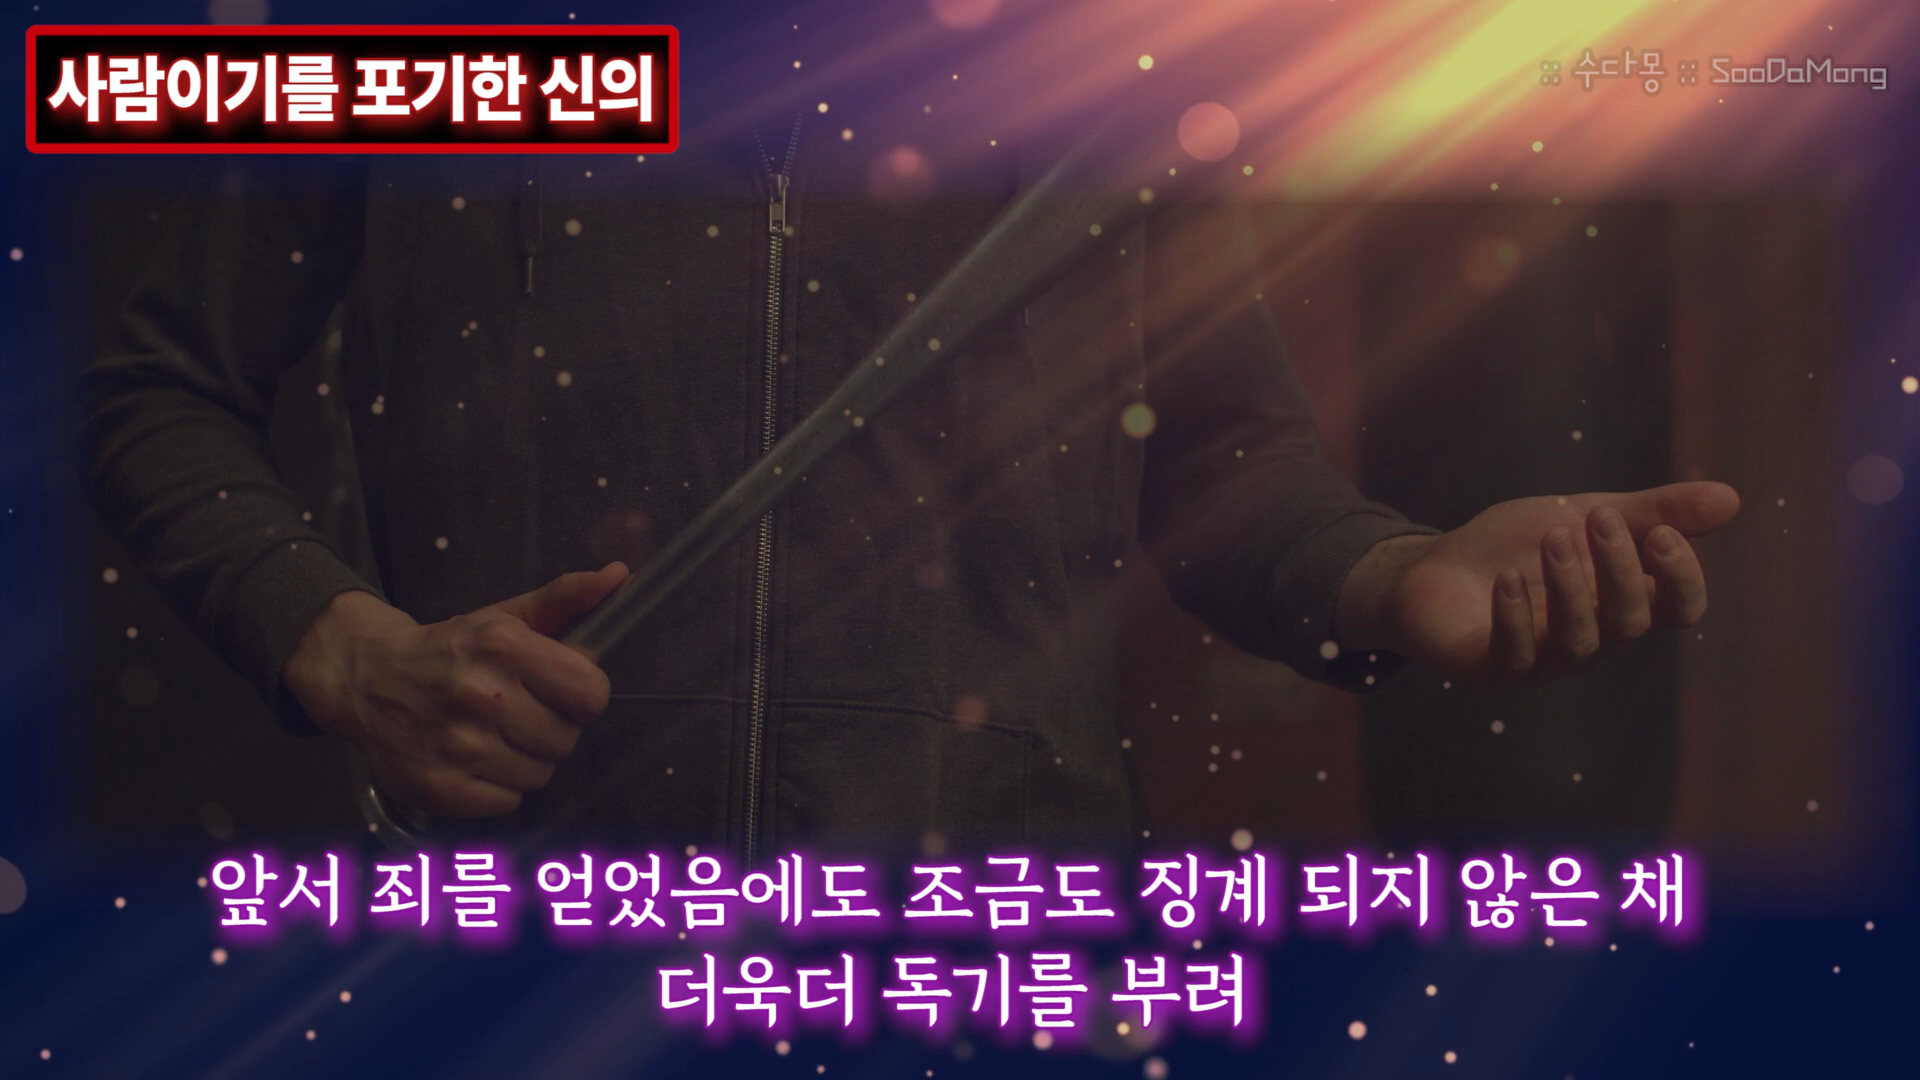 사람이기를 포기한 신의
:: 수다몽 :: SooDaMong
앞서 죄를 얻었음에도 조금도 징계 되지 않은 채
더욱더 독기를 부려